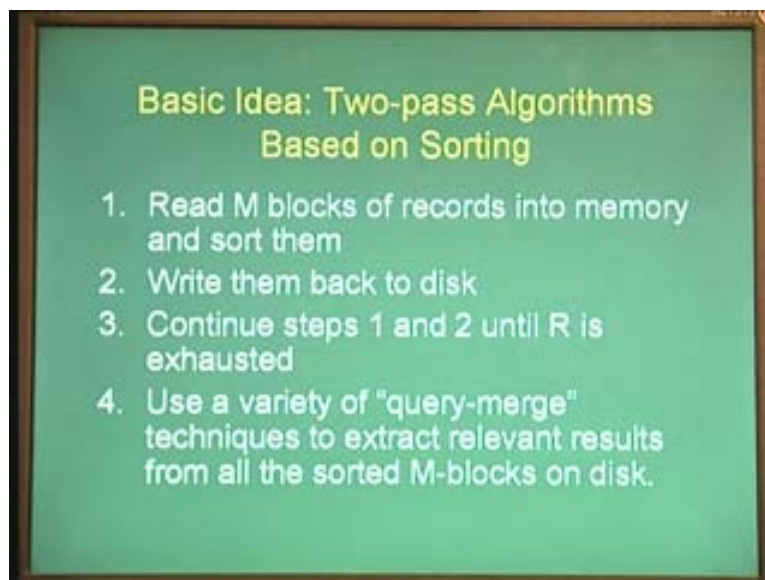 Basic Idea: Two-pass Algorithms
Based on Sorting
1. Read M blocks of records into memory
and sort them
2. Write them back to disk
3. Continue steps 1 and 2 until R is
exhausted
4. Use a variety of "query-merge"
techniques to extract relevant results
from all the sorted M-blocks on disk.